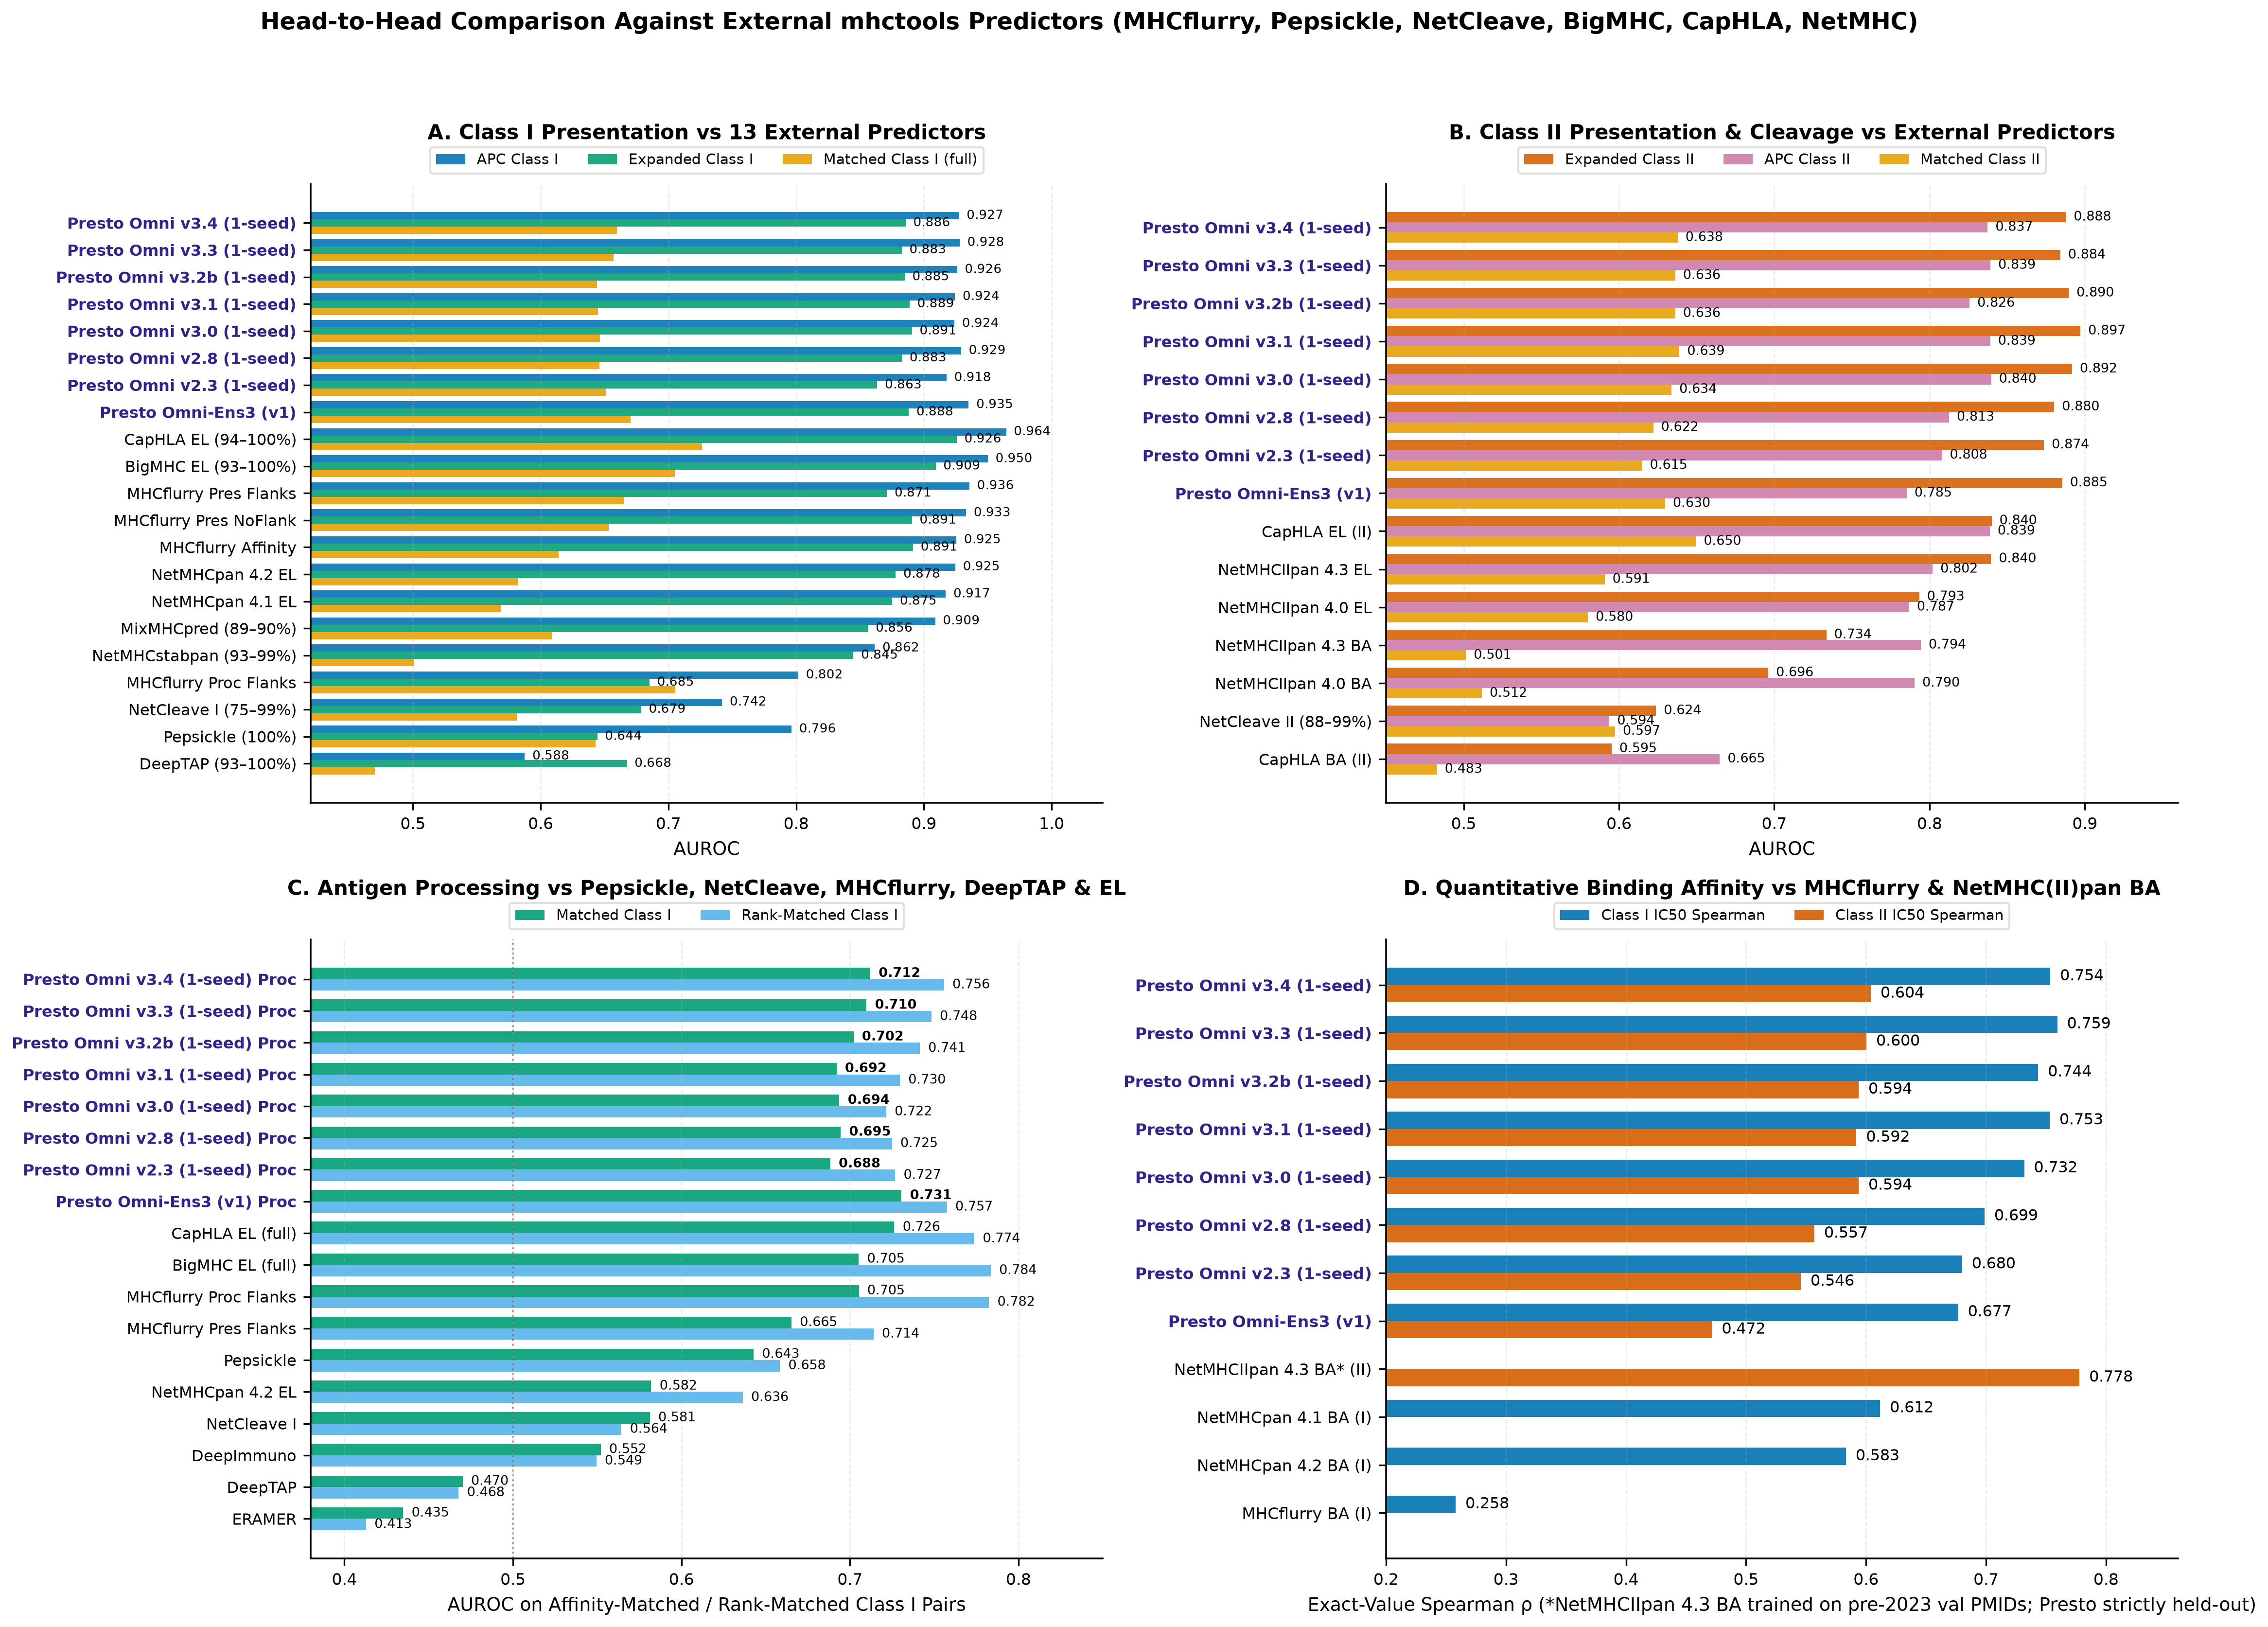 Head-to-Head Comparison Against External mhctools Predictors (MHCflurry, Pepsickle, NetCleave, BigMHC, CapHLA, NetMHC)
A. Class I Presentation vs 13 External Predictors
APC Class I Expanded Class I Matched Class I (full)
Presto Omni v3.4 (1-seed) 0.927 0.886
Presto Omni v3.3 (1-seed) 0.928 0.883
Presto Omni v3.2b (1-seed) 0.926 0.885
Presto Omni v3.1 (1-seed) 0.924 0.889
Presto Omni v3.0 (1-seed) 0.924 0.891
Presto Omni v2.8 (1-seed) 0.929 0.883
Presto Omni v2.3 (1-seed) 0.918 0.863
Presto Omni-Ens3 (v1) 0.935 0.888
CapHLA EL (94–100%) 0.964 0.926
BigMHC EL (93–100%) 0.950 0.909
MHCflurry Pres Flanks 0.936 0.871
MHCflurry Pres NoFlank 0.933 0.891
MHCflurry Affinity 0.925 0.891
NetMHCpan 4.2 EL 0.925 0.878
NetMHCpan 4.1 EL 0.917 0.875
MixMHCpred (89–90%) 0.909 0.856
NetMHCstabpan (93–99%) 0.862 0.845
MHCflurry Proc Flanks 0.802 0.685
NetCleave I (75–99%) 0.742 0.679
Pepsickle (100%) 0.796 0.644
DeepTAP (93–100%) 0.588 0.668
0.5 0.6 0.7 0.8 0.9 1.0
AUROC
B. Class II Presentation & Cleavage vs External Predictors
Expanded Class II APC Class II Matched Class II
Presto Omni v3.4 (1-seed) 0.888 0.837 0.638
Presto Omni v3.3 (1-seed) 0.884 0.839 0.636
Presto Omni v3.2b (1-seed) 0.890 0.826 0.636
Presto Omni v3.1 (1-seed) 0.897 0.839 0.639
Presto Omni v3.0 (1-seed) 0.892 0.840 0.634
Presto Omni v2.8 (1-seed) 0.880 0.813 0.622
Presto Omni v2.3 (1-seed) 0.874 0.808 0.615
Presto Omni-Ens3 (v1) 0.885 0.785 0.630
CapHLA EL (II) 0.840 0.839 0.650
NetMHCIIpan 4.3 EL 0.840 0.802 0.591
NetMHCIIpan 4.0 EL 0.793 0.787 0.580
NetMHCIIpan 4.3 BA 0.734 0.794 0.501
NetMHCIIpan 4.0 BA 0.696 0.790 0.512
NetCleave II (88–99%) 0.624 0.594 0.597
CapHLA BA (II) 0.595 0.665 0.483
0.5 0.6 0.7 0.8 0.9
AUROC
C. Antigen Processing vs Pepsickle, NetCleave, MHCflurry, DeepTAP & EL
Matched Class I Rank-Matched Class I
Presto Omni v3.4 (1-seed) Proc 0.712 0.756
Presto Omni v3.3 (1-seed) Proc 0.710 0.748
Presto Omni v3.2b (1-seed) Proc 0.702 0.741
Presto Omni v3.1 (1-seed) Proc 0.692 0.730
Presto Omni v3.0 (1-seed) Proc 0.694 0.722
Presto Omni v2.8 (1-seed) Proc 0.695 0.725
Presto Omni v2.3 (1-seed) Proc 0.688 0.727
Presto Omni-Ens3 (v1) Proc 0.731 0.757
CapHLA EL (full) 0.726 0.774
BigMHC EL (full) 0.705 0.784
MHCflurry Proc Flanks 0.705 0.782
MHCflurry Pres Flanks 0.665 0.714
Pepsickle 0.643 0.658
NetMHCpan 4.2 EL 0.582 0.636
NetCleave I 0.581 0.564
DeepImmuno 0.552 0.549
DeepTAP 0.470 0.468
ERAMER 0.435 0.413
0.4 0.5 0.6 0.7 0.8
AUROC on Affinity-Matched / Rank-Matched Class I Pairs
D. Quantitative Binding Affinity vs MHCflurry & NetMHC(II)pan BA
Class I IC50 Spearman Class II IC50 Spearman
Presto Omni v3.4 (1-seed) 0.754 0.604
Presto Omni v3.3 (1-seed) 0.759 0.600
Presto Omni v3.2b (1-seed) 0.744 0.594
Presto Omni v3.1 (1-seed) 0.753 0.592
Presto Omni v3.0 (1-seed) 0.732 0.594
Presto Omni v2.8 (1-seed) 0.699 0.557
Presto Omni v2.3 (1-seed) 0.680 0.546
Presto Omni-Ens3 (v1) 0.677 0.472
NetMHCIIpan 4.3 BA* (II) 0.778
NetMHCpan 4.1 BA (I) 0.612
NetMHCpan 4.2 BA (I) 0.583
MHCflurry BA (I) 0.258
0.2 0.3 0.4 0.5 0.6 0.7 0.8
Exact-Value Spearman ρ (*NetMHCIIpan 4.3 BA trained on pre-2023 val PMIDs; Presto strictly held-out)